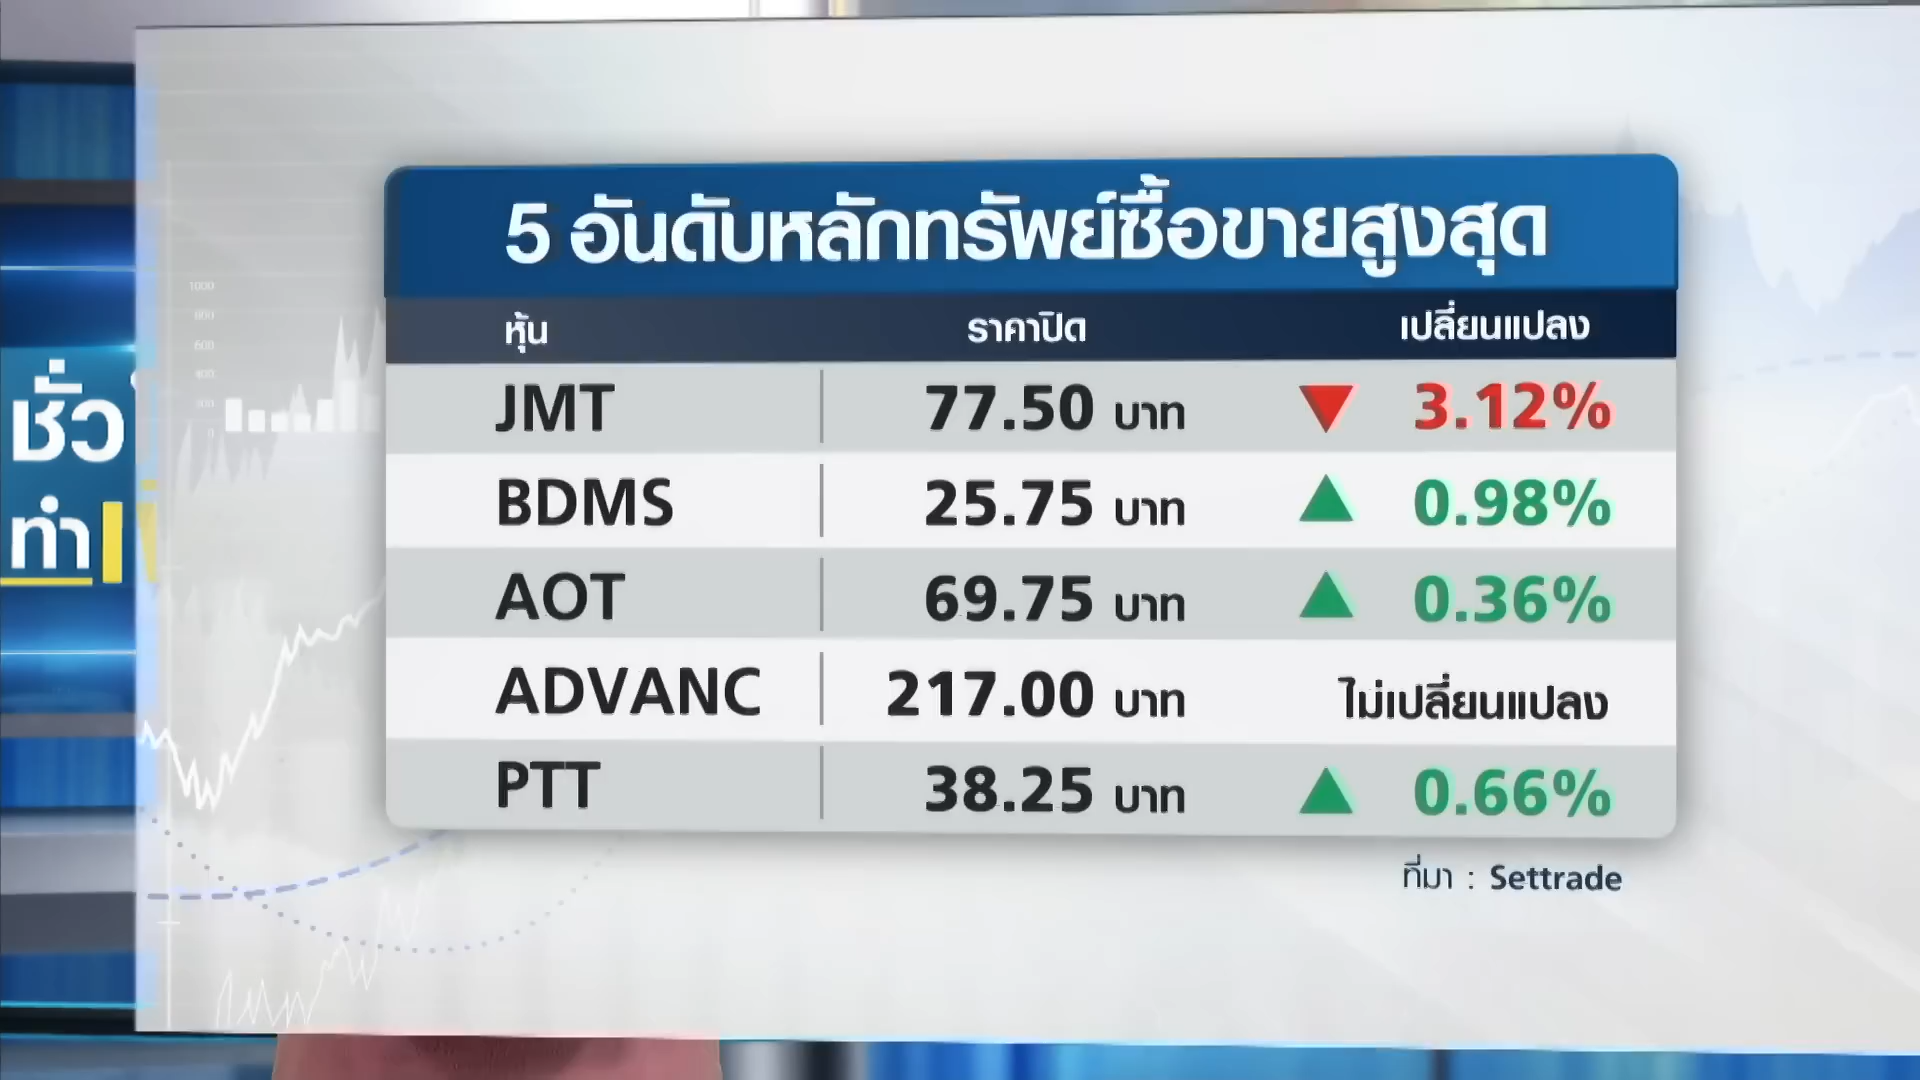 5 อันดับหลักทรัพย์ซื้อขายสูงสุด
หุ้น ราคาปิด เปลี่ยนแปลง
JMT 77.50 บาท ▼ 3.12%
BDMS 25.75 บาท ▲ 0.98%
AOT 69.75 บาท ▲ 0.36%
ADVANC 217.00 บาท ไม่เปลี่ยนแปลง
PTT 38.25 บาท ▲ 0.66%
ที่มา : Settrade
ชั่ว
ทำ
1000
800
600
400
0